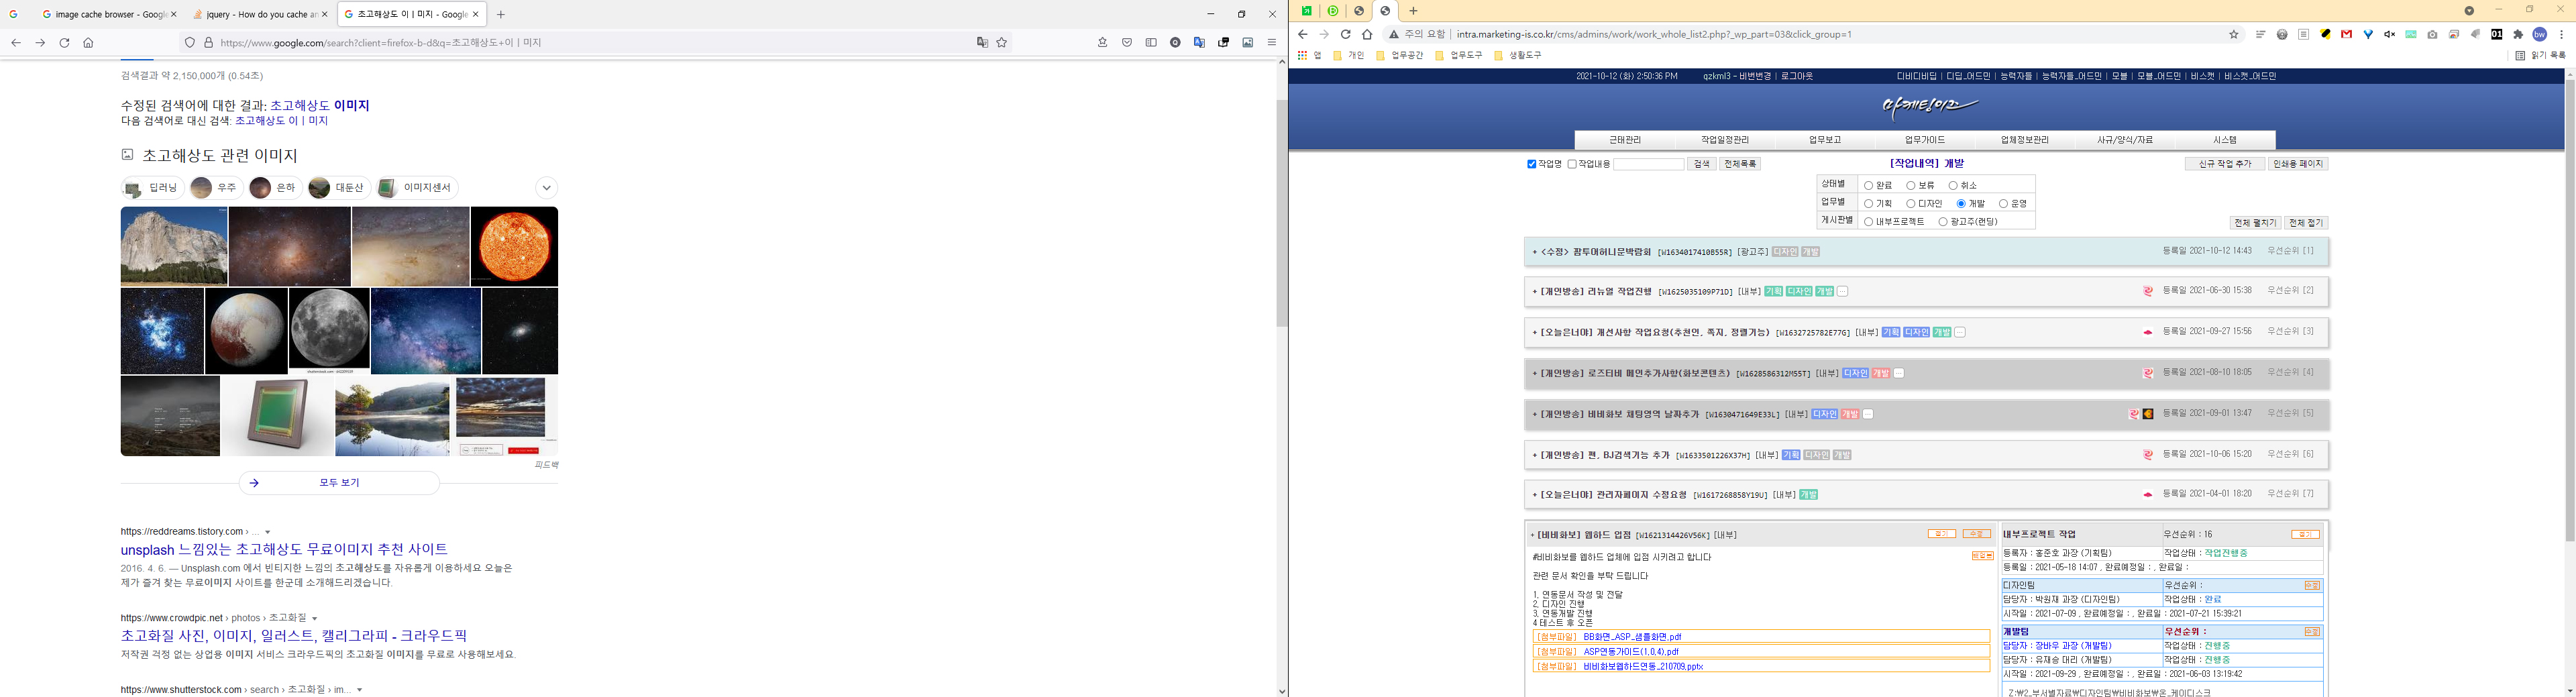 image cache browser - Google
jquery - How do you cache an
초고해상도 이ㅣ미지 - Google
https://www.google.com/search?client=firefox-b-d&q=초고해상도+이ㅣ미지
검색결과 약 2,150,000개 (0.54초)
수정된 검색어에 대한 결과: 초고해상도 이미지
다음 검색어로 대신 검색: 초고해상도 이ㅣ미지
초고해상도 관련 이미지
딥러닝
우주
은하
대둔산
이미지센서
피드백
모두 보기
https://reddreams.tistory.com › ...
unsplash 느낌있는 초고해상도 무료이미지 추천 사이트
2016. 4. 6. — Unsplash.com 에서 빈티지한 느낌의 초고해상도를 자유롭게 이용하세요 오늘은
제가 즐겨 찾는 무료이미지 사이트를 한군데 소개해드리겠습니다.
https://www.crowdpic.net › photos › 초고화질
초고화질 사진, 이미지, 일러스트, 캘리그라피 - 크라우드픽
저작권 걱정 없는 상업용 이미지 서비스 크라우드픽의 초고화질 이미지를 무료로 사용해보세요.
https://www.shutterstock.com › search › 초고화질 › im...
주의 요함 | intra.marketing-is.co.kr/cms/admins/work/work_whole_list2.php?_wp_part=03&click_group=1
앱 개인 업무공간 업무도구 생활도구
읽기 목록
2021-10-12 (화) 2:50:36 PM
qzkml3 - 비번변경 | 로그아웃
디비디비딥 | 디딥_어드민 | 능력자들 | 능력자들_어드민 | 모블 | 모블_어드민 | 비스켓 | 비스켓_어드민
마케팅이즈
근태관리 작업일정관리 업무보고 업무가이드 업체정보관리 사규/양식/자료 시스템
작업명 작업내용 검색 전체목록
[작업내역] 개발
신규 작업 추가 인쇄용 페이지
상태별 완료 보류 취소
업무별 기획 디자인 개발 운영
게시판별 내부프로젝트 광고주(랜딩)
전체 펼치기 전체 접기
+ <수정> 팜투어허니문박람회 [W1634017410B55R] [광고주] 디자인 개발 등록일 2021-10-12 14:43 우선순위 [1]
+ [개인방송] 리뉴얼 작업진행 [W1625035109P71D] [내부] 기획 디자인 개발 ... 등록일 2021-06-30 15:38 우선순위 [2]
+ [오늘은너야] 개선사항 작업요청(추천인, 쪽지, 정렬기능) [W1632725782E77G] [내부] 기획 디자인 개발 ... 등록일 2021-09-27 15:56 우선순위 [3]
+ [개인방송] 로즈티비 메인추가사항(화보콘텐츠) [W1628586312M55T] [내부] 디자인 개발 ... 등록일 2021-08-10 18:05 우선순위 [4]
+ [개인방송] 비비화보 채팅영역 날짜추가 [W1630471649E33L] [내부] 디자인 개발 ... 등록일 2021-09-01 13:47 우선순위 [5]
+ [개인방송] 팬, BJ검색기능 추가 [W1633501226X37H] [내부] 기획 디자인 개발 등록일 2021-10-06 15:20 우선순위 [6]
+ [오늘은너야] 관리자페이지 수정요청 [W1617268858Y19U] [내부] 개발 등록일 2021-04-01 18:20 우선순위 [7]
+ [비비화보] 웹하드 입점 [W1621314426V56K] [내부] 열기 수정
#비비화보를 웹하드 업체에 입점 시키려고 합니다
관련 문서 확인을 부탁 드립니다
1. 연동문서 작성 및 전달
2. 디자인 진행
3. 연동개발 진행
4 테스트 후 오픈
[첨부파일] BB화면_ASP_샘플화면.pdf
[첨부파일] ASP연동가이드(1.0.4).pdf
[첨부파일] 비비화보웹하드연동_210709.pptx
내부프로젝트 작업 우선순위 : 16 열기
등록자 : 홍준호 과장 (기획팀) 작업상태 : 작업진행중
등록일 : 2021-05-18 14:07 , 완료예정일 : , 완료일 :
디자인팀 우선순위 : 수정
담당자 : 박원재 과장 (디자인팀) 작업상태 : 완료
시작일 : 2021-07-09 , 완료예정일 : , 완료일 : 2021-07-21 15:39:21
개발팀 우선순위 : 수정
담당자 : 장바우 과장 (개발팀) 작업상태 : 진행중
담당자 : 유재승 대리 (개발팀) 작업상태 : 진행중
시작일 : 2021-09-29 , 완료예정일 : , 완료일 : 2021-06-03 13:19:42
Z:₩2_부서별자료₩디자인팀₩비비화보₩온_케이디스크